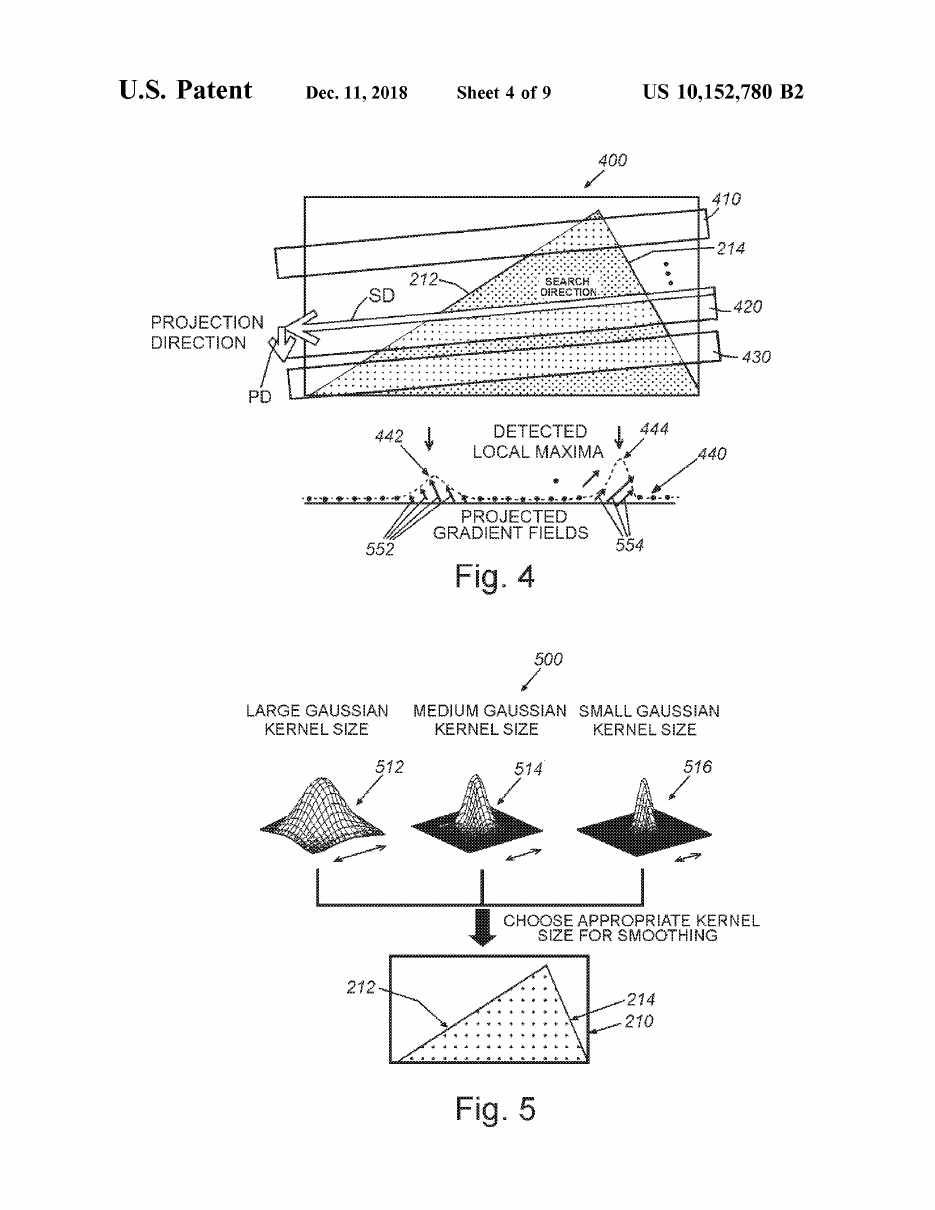 U.S. Patent Dec. 11, 2018 Sheet 4 of 9 US 10,152,780 B2
400
410
212
214
SEARCH
DIRECTION
SD
420
PROJECTION
DIRECTION
430
PD
442
DETECTED
LOCAL MAXIMA
444
440
PROJECTED
GRADIENT FIELDS
552
554
Fig. 4
500
LARGE GAUSSIAN
KERNEL SIZE
MEDIUM GAUSSIAN
KERNEL SIZE
SMALL GAUSSIAN
KERNEL SIZE
512
514
516
CHOOSE APPROPRIATE KERNEL
SIZE FOR SMOOTHING
212
214
210
Fig. 5